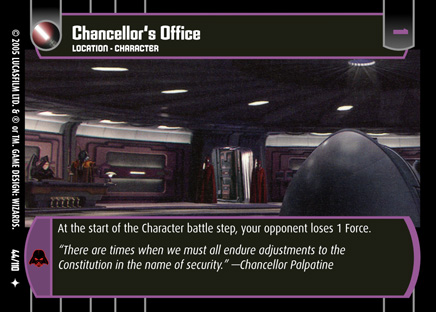 Chancellor's Office
LOCATION - CHARACTER
At the start of the Character battle step, your opponent loses 1 Force.
"There are times when we must all endure adjustments to the
Constitution in the name of security." —Chancellor Palpatine
© 2005 LUCASFILM LTD. & ® or TM. GAME DESIGN: WIZARDS.
44/110